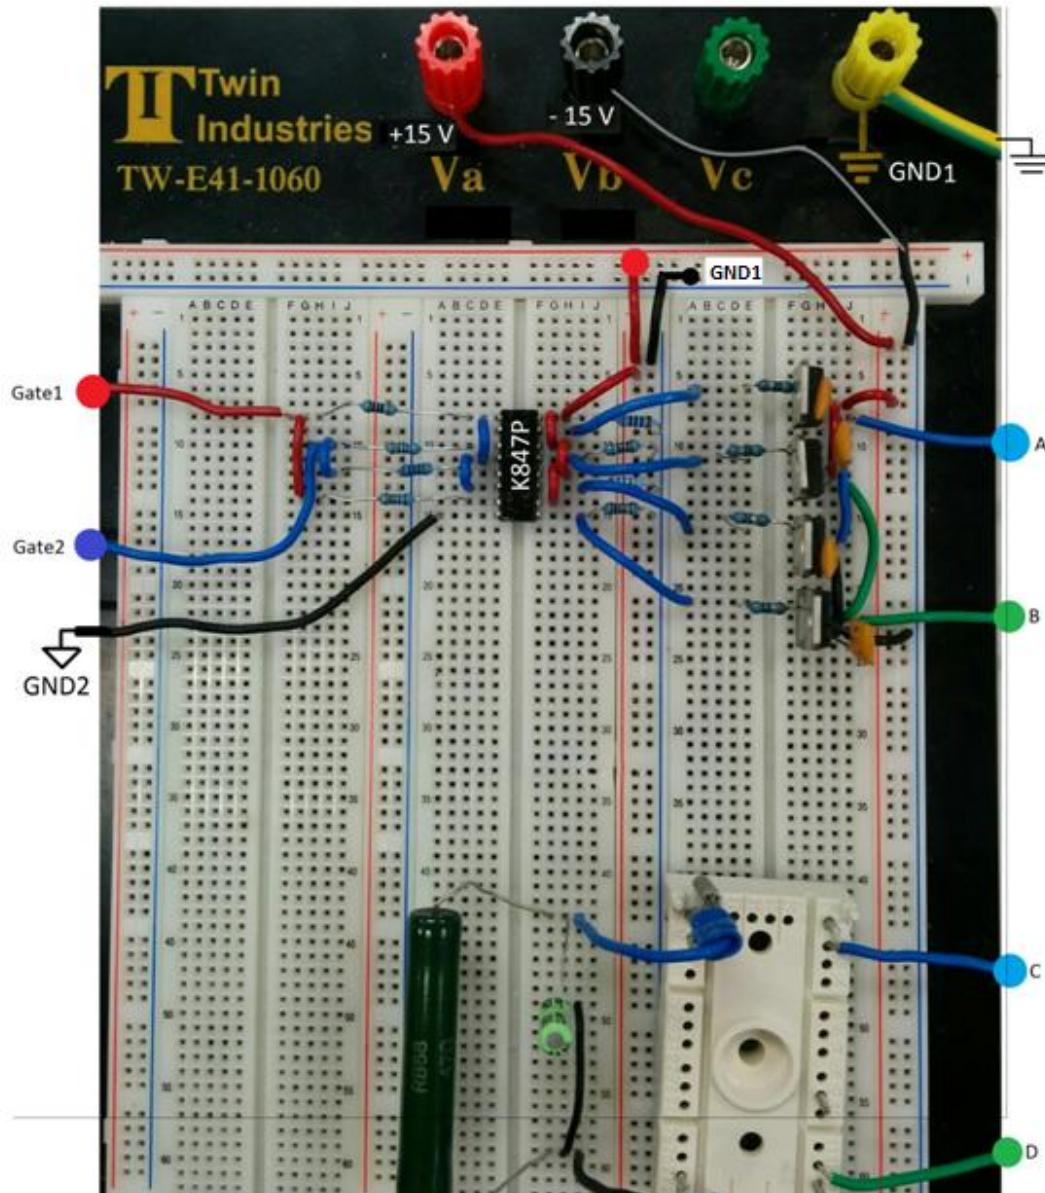 Twin
Industries
TW-E41-1060
+15 V
- 15 V
Va
Vb
Vc
GND1
GND1
A B C D E
F G H I J
A B C D E
F G H I J
A B C D E
F G H I J
Gate1
K847P
A
Gate2
B
GND2
C
D